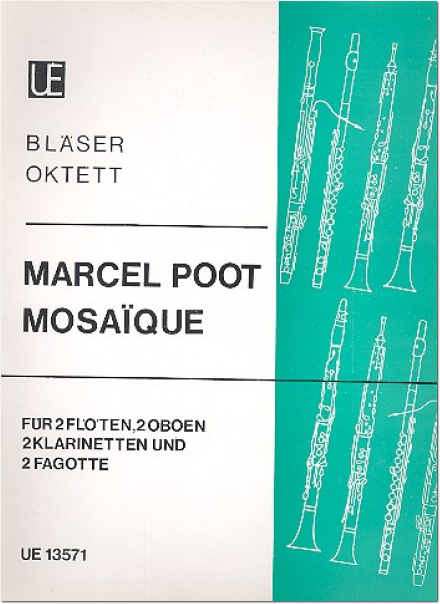 UE
BLÄSER
OKTETT
MARCEL POOT
MOSAÏQUE
FÜR 2 FLÖTEN, 2 OBOEN
2 KLARINETTEN UND
2 FAGOTTE
UE 13571